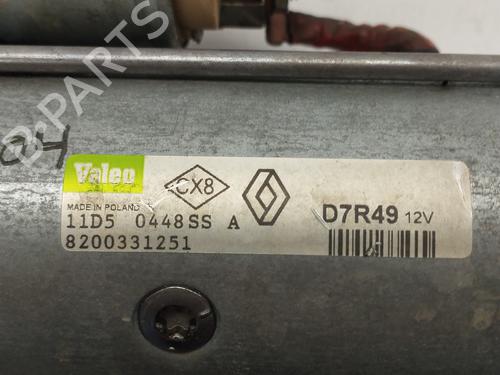 B-PARTS
Valeo
CX8
MADE IN POLAND
11D5 0448SS A
8200331251
D7R49 12V